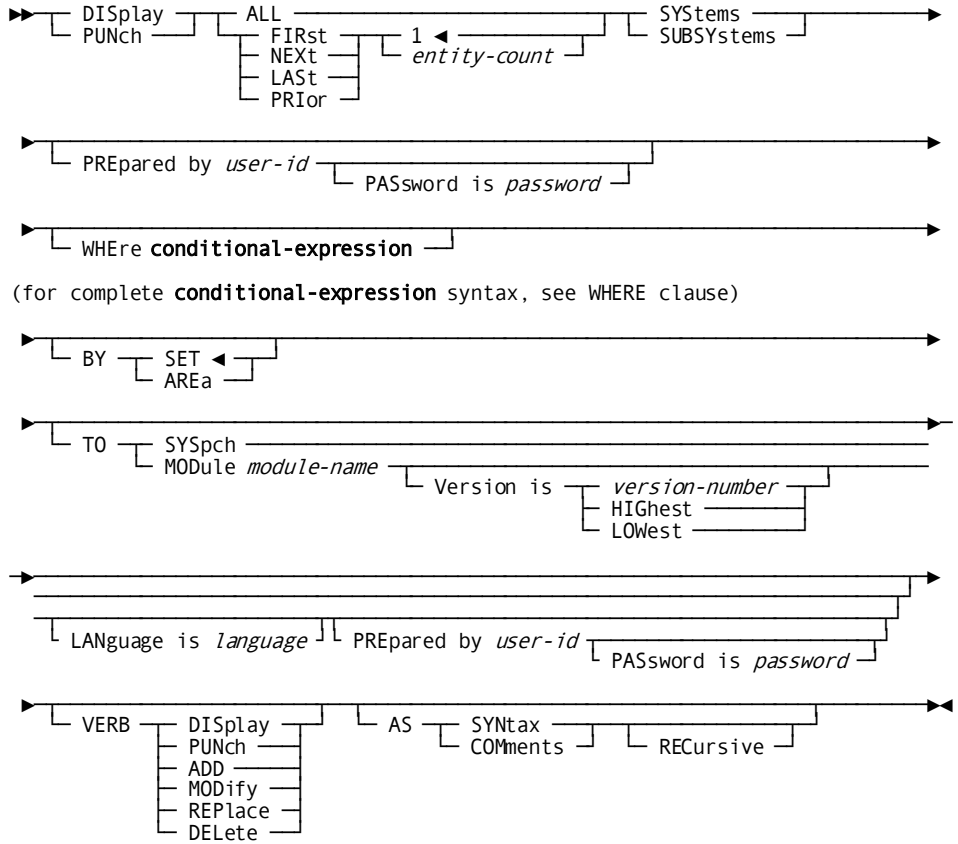 DISplay ALL SYStems
PUNch FIRst 1 SUBSYstems
NEXt entity-count
LASt
PRIor
PREpared by user-id
PASsword is password
WHEre conditional-expression
(for complete conditional-expression syntax, see WHERE clause)
BY SET
AREa
TO SYSpch
MODule module-name
Version is version-number
HIGhest
LOWest
LANguage is language PREpared by user-id
PASsword is password
VERB DISplay AS SYNtax
PUNch COMments RECursive
ADD
MODify
REPlace
DELete